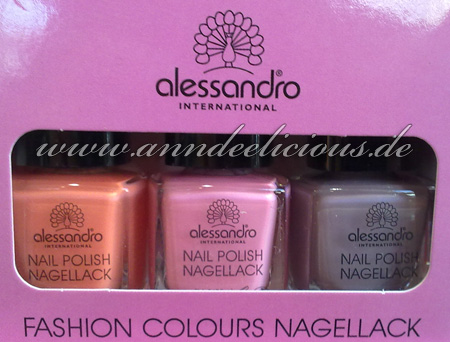 alessandro®
INTERNATIONAL
www.anndeelicious.de
alessandro
INTERNATIONAL
NAIL POLISH
NAGELLACK
alessandro
INTERNATIONAL
NAIL POLISH
NAGELLACK
alessandro
INTERNATIONAL
NAIL POLISH
NAGELLACK
FASHION COLOURS NAGELLACK